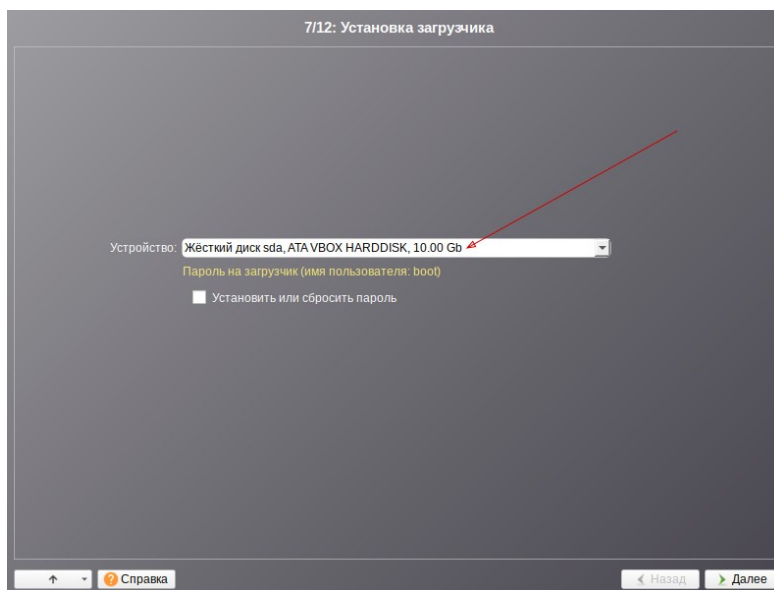 7/12: Установка загрузчика
Устройство: Жёсткий диск sda, ATA VBOX HARDDISK, 10.00 Gb
Пароль на загрузчик (имя пользователя: boot)
Установить или сбросить пароль
Справка
Назад
Далее